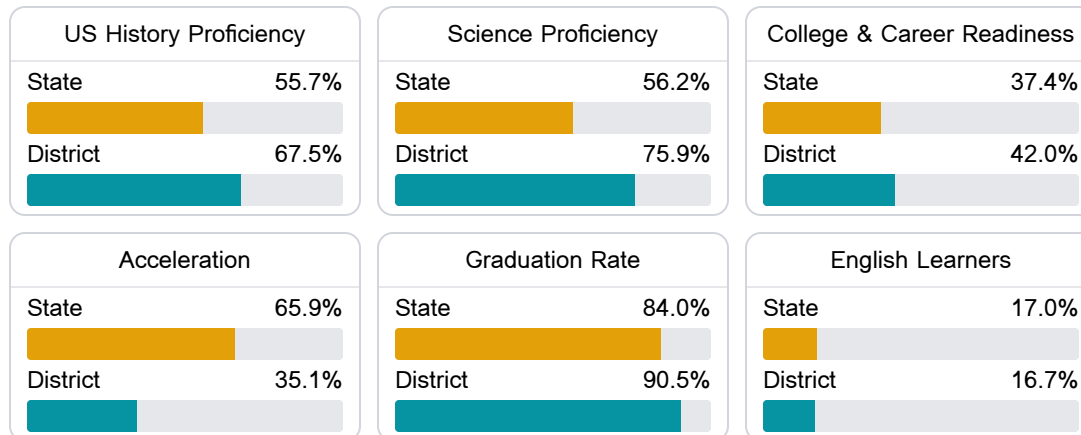 US History Proficiency
State 55.7%
District 67.5%
Science Proficiency
State 56.2%
District 75.9%
College & Career Readiness
State 37.4%
District 42.0%
Acceleration
State 65.9%
District 35.1%
Graduation Rate
State 84.0%
District 90.5%
English Learners
State 17.0%
District 16.7%